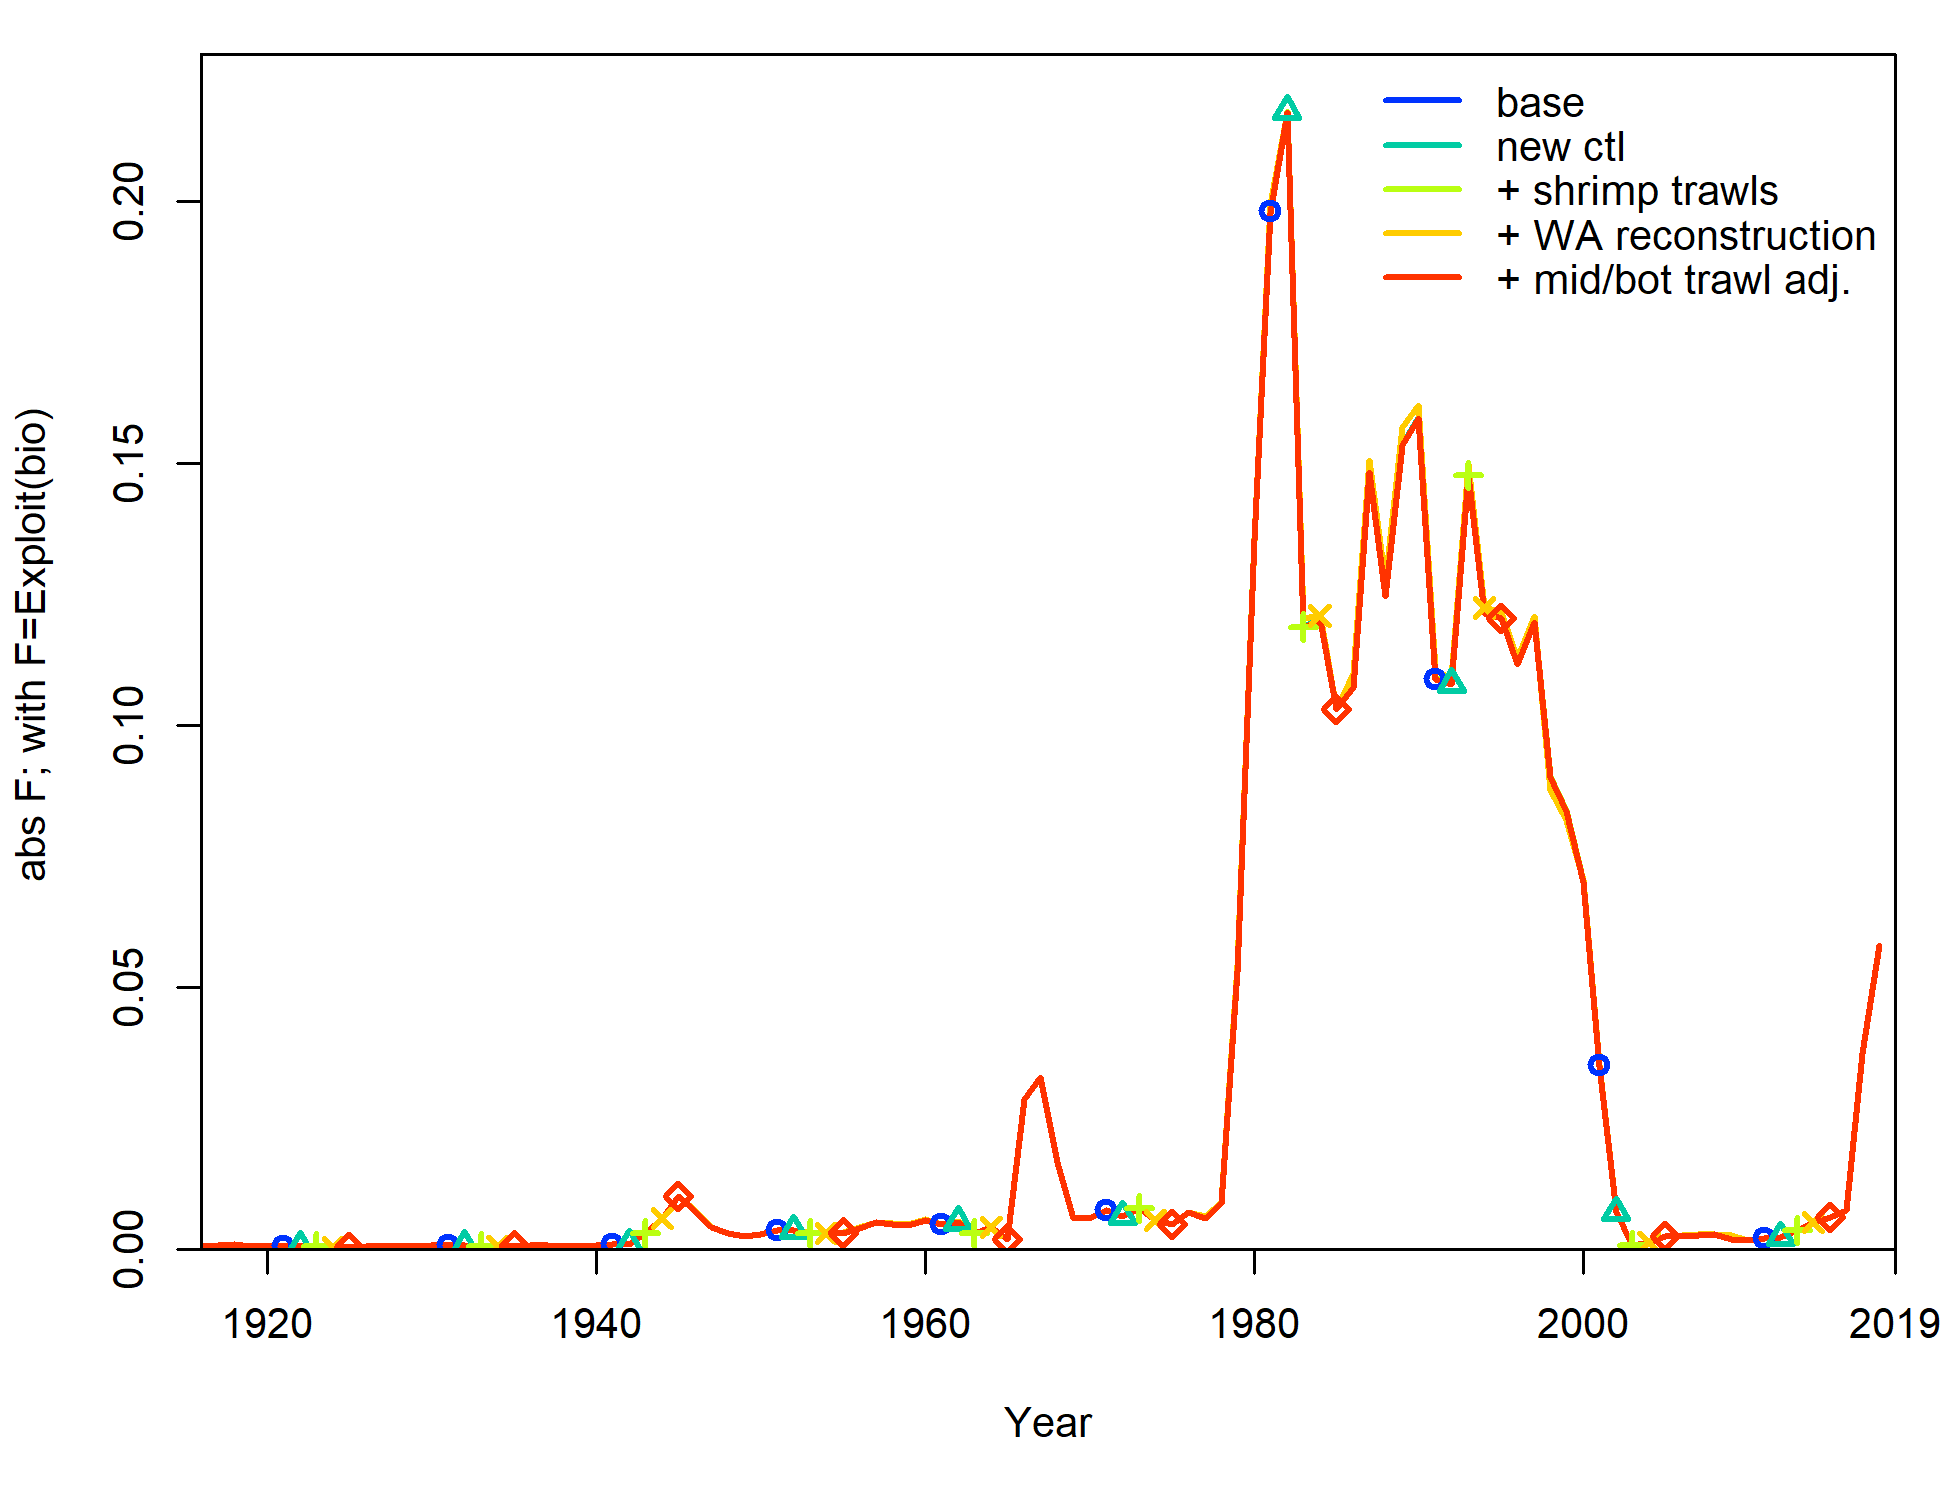 base
new ctl
+ shrimp trawls
+ WA reconstruction
+ mid/bot trawl adj.
abs F; with F=Exploit(bio)
0.20
0.15
0.10
0.05
0.00
1920 1940 1960 1980 2000 2019
Year